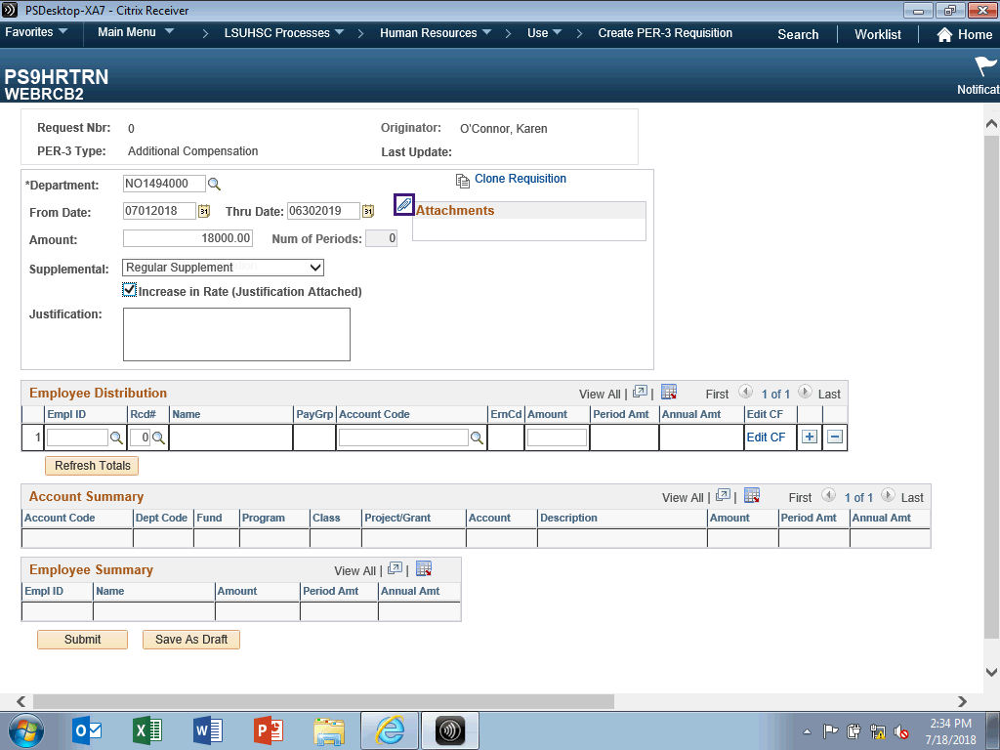 PSDesktop-XA7 - Citrix Receiver
Favorites Main Menu > LSUHSC Processes > Human Resources > Use > Create PER-3 Requisition Search Worklist Home
PS9HRTRN
WEBRCB2
Notificat
Request Nbr: 0 Originator: O'Connor, Karen
PER-3 Type: Additional Compensation Last Update:
*Department: NO1494000 Clone Requisition
From Date: 07012018 Thru Date: 06302019 Attachments
Amount: 18000.00 Num of Periods: 0
Supplemental: Regular Supplement
Increase in Rate (Justification Attached)
Justification:
Employee Distribution View All | | First 1 of 1 Last
Empl ID Rcd# Name PayGrp Account Code ErnCd Amount Period Amt Annual Amt Edit CF
1 0 Edit CF + -
Refresh Totals
Account Summary View All | | First 1 of 1 Last
Account Code Dept Code Fund Program Class Project/Grant Account Description Amount Period Amt Annual Amt
Employee Summary View All | |
Empl ID Name Amount Period Amt Annual Amt
Submit Save As Draft
2:34 PM
7/18/2018